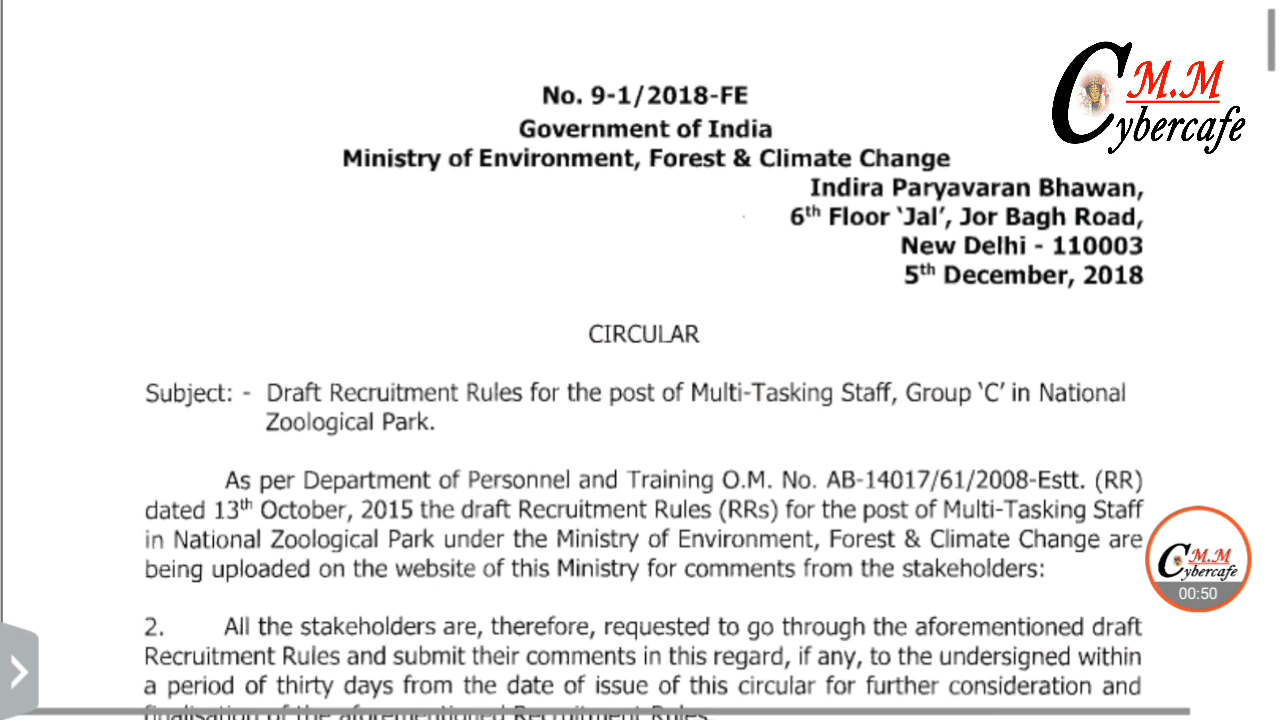 No. 9-1/2018-FE
Government of India
Ministry of Environment, Forest & Climate Change
Indira Paryavaran Bhawan,
6th Floor ‘Jal’, Jor Bagh Road,
New Delhi - 110003
5th December, 2018
CIRCULAR
Subject: - Draft Recruitment Rules for the post of Multi-Tasking Staff, Group ‘C’ in National
Zoological Park.
As per Department of Personnel and Training O.M. No. AB-14017/61/2008-Estt. (RR)
dated 13th October, 2015 the draft Recruitment Rules (RRs) for the post of Multi-Tasking Staff
in National Zoological Park under the Ministry of Environment, Forest & Climate Change are
being uploaded on the website of this Ministry for comments from the stakeholders:
2. All the stakeholders are, therefore, requested to go through the aforementioned draft
Recruitment Rules and submit their comments in this regard, if any, to the undersigned within
a period of thirty days from the date of issue of this circular for further consideration and
finalisation of the aforementioned Recruitment Rules.
M.M
Cybercafe
M.M
Cybercafe
00:50